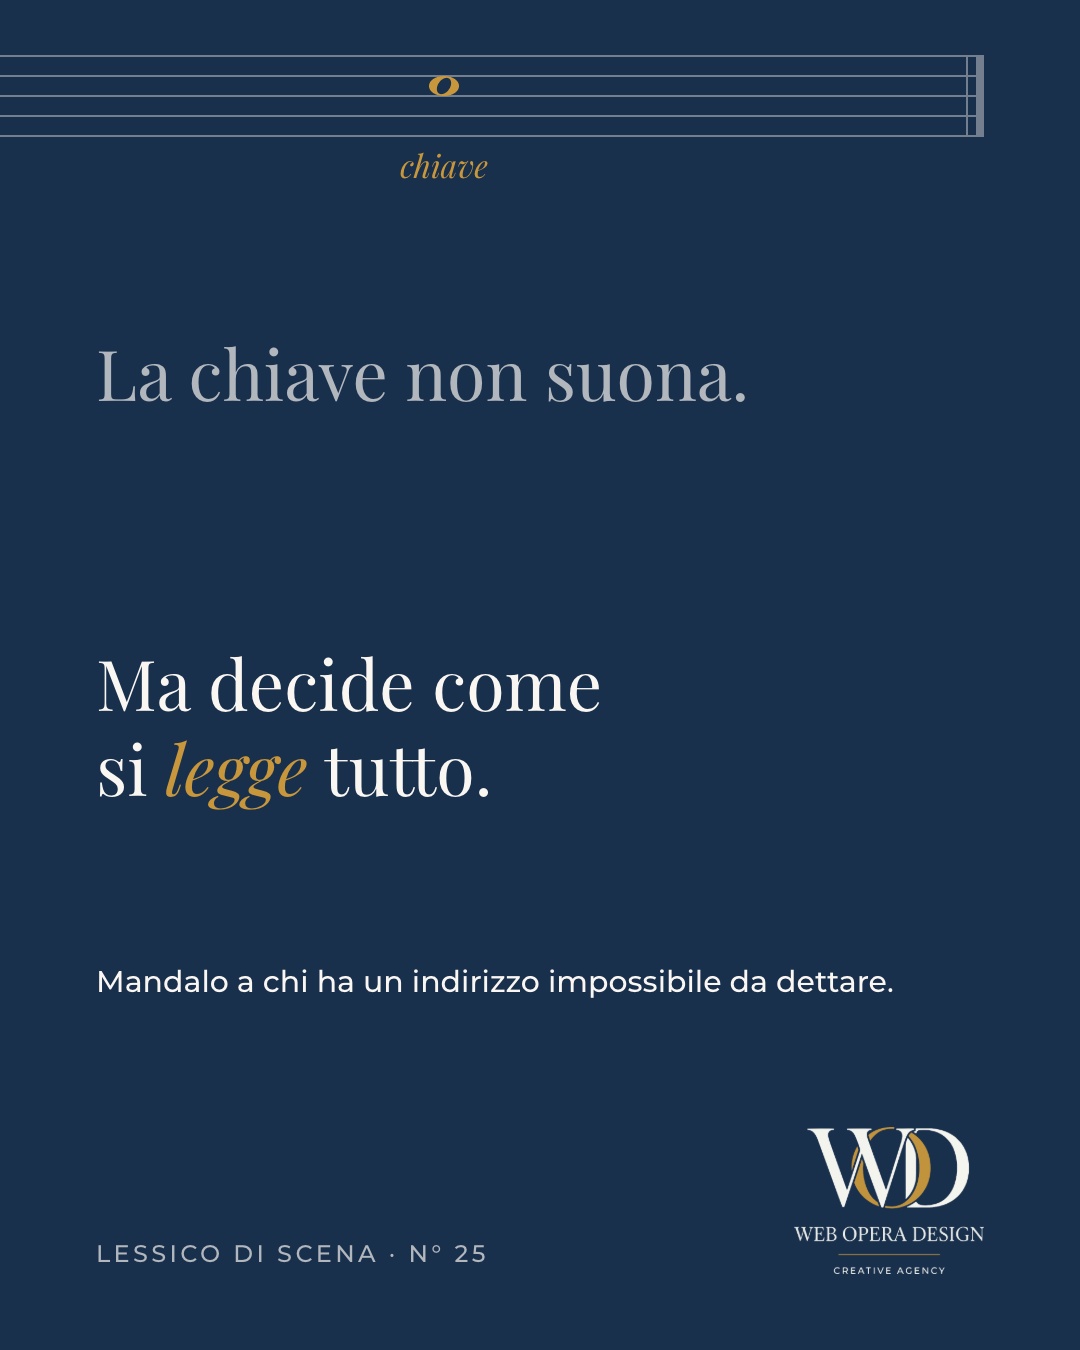 chiave
La chiave non suona.
Ma decide come
si legge tutto.
Mandalo a chi ha un indirizzo impossibile da dettare.
LESSICO DI SCENA · N° 25
WOD
WEB OPERA DESIGN
CREATIVE AGENCY